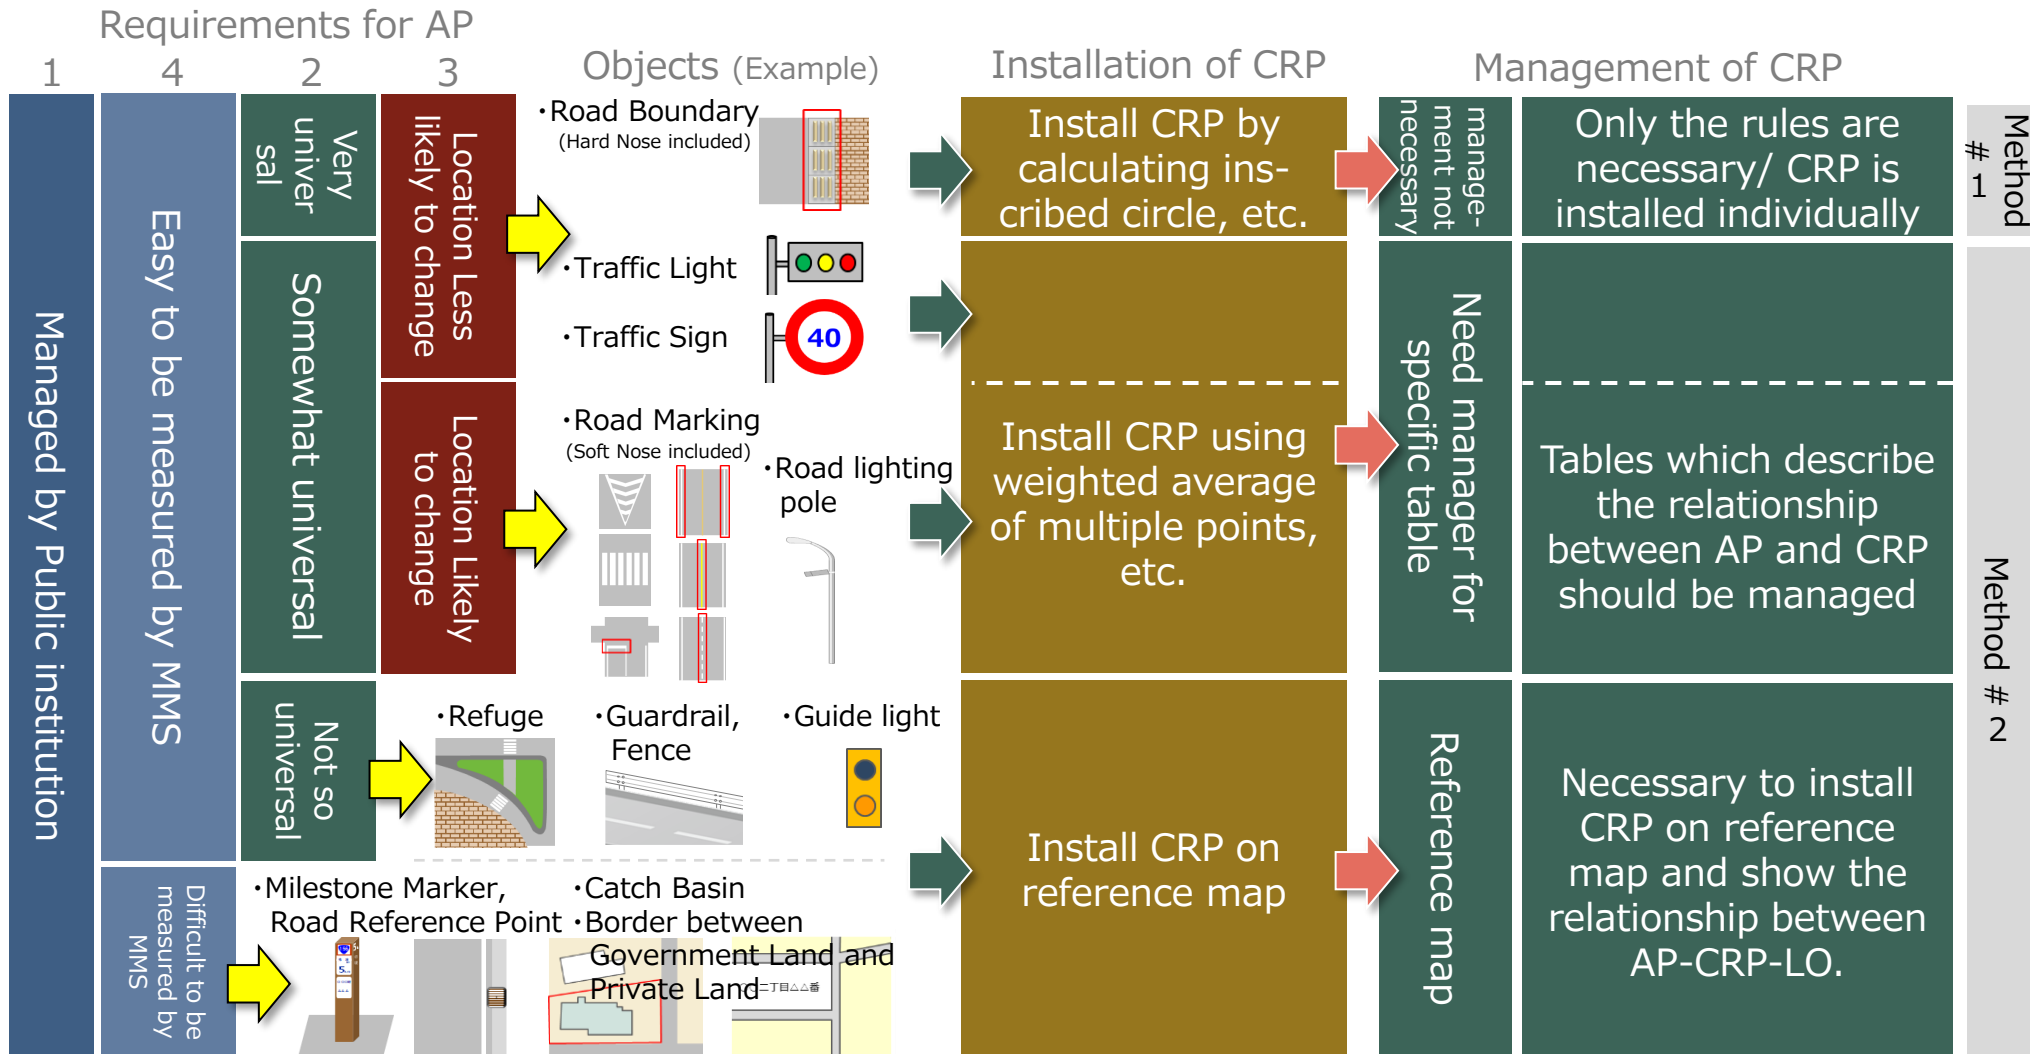 Requirements for AP
1
4
2
3
Objects (Example)
Installation of CRP
Management of CRP
Managed by Public institution
Easy to be measured by MMS
Difficult to be
measured by
MMS
Very
univer
sal
Somewhat universal
Not so
universal
Location Less
likely to change
Location Likely
to change
・Road Boundary
(Hard Nose included)
・Traffic Light
・Traffic Sign
40
・Road Marking
(Soft Nose included)
・Road lighting
pole
・Refuge
・Guardrail,
Fence
・Guide light
・Milestone Marker,
Road Reference Point
・Catch Basin
・Border between
Government Land and
Private Land
二丁目△△番
5
Install CRP by
calculating ins-
cribed circle, etc.
Install CRP using
weighted average
of multiple points,
etc.
Install CRP on
reference map
manage-
ment not
necessary
Need manager for
specific table
Reference map
Only the rules are
necessary/ CRP is
installed individually
Tables which describe
the relationship
between AP and CRP
should be managed
Necessary to install
CRP on reference
map and show the
relationship between
AP-CRP-LO.
Method
# 1
Method # 2